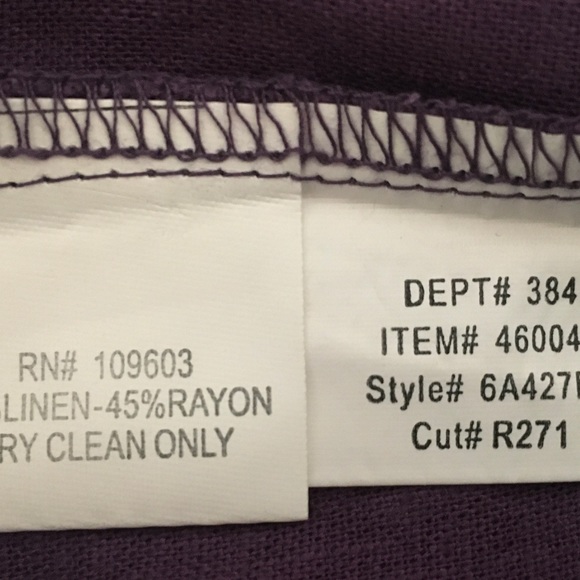 RN# 109603
LINEN-45%RAYON
RY CLEAN ONLY
DEPT# 384
ITEM# 46004
Style# 6A427
Cut# R271